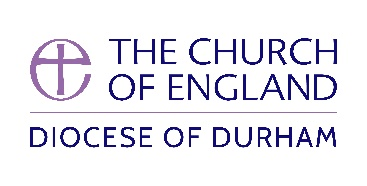 THE CHURCH
OF ENGLAND
DIOCESE OF DURHAM